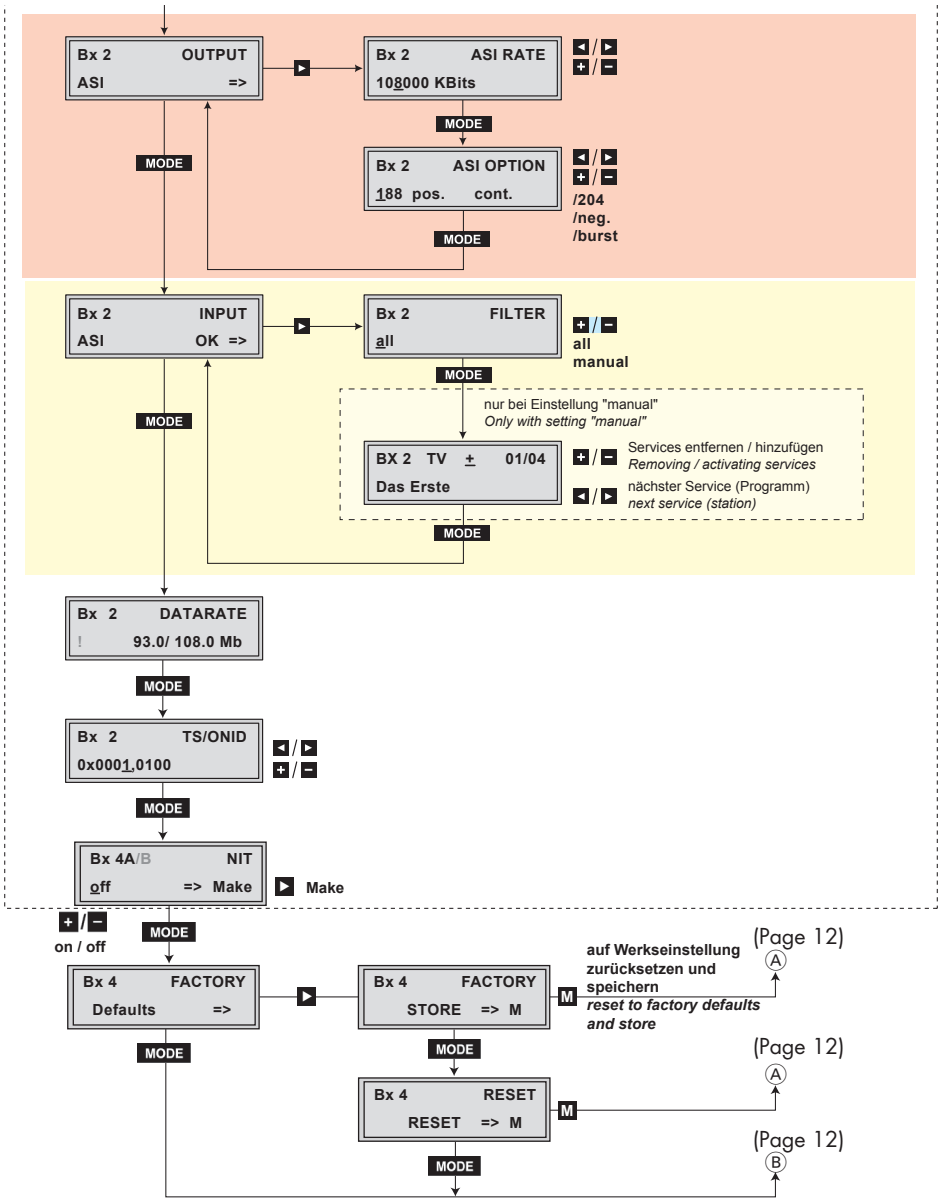 Bx 2 OUTPUT
ASI =>
MODE
Bx 2 ASI RATE
108000 KBits
◄ / ►
+ / −
MODE
Bx 2 ASI OPTION
188 pos. cont.
◄ / ►
+ / −
/204
/neg.
/burst
MODE
Bx 2 INPUT
ASI OK =>
MODE
Bx 2 FILTER
all
+ / −
all
manual
MODE
nur bei Einstellung "manual"
Only with setting "manual"
BX 2 TV + 01/04
Das Erste
+ / − Services entfernen / hinzufügen
Removing / activating services
◄ / ► nächster Service (Programm)
next service (station)
MODE
Bx 2 DATARATE
! 93.0/ 108.0 Mb
MODE
Bx 2 TS/ONID
0x0001,0100
◄ / ►
+ / −
MODE
Bx 4A/B NIT
off => Make
► Make
+ / −
on / off
MODE
Bx 4 FACTORY
Defaults =>
MODE
►
Bx 4 FACTORY
STORE => M
M
auf Werkseinstellung
zurücksetzen und
speichern
reset to factory defaults
and store
(Page 12)
A
MODE
Bx 4 RESET
RESET => M
M
(Page 12)
A
MODE
(Page 12)
B